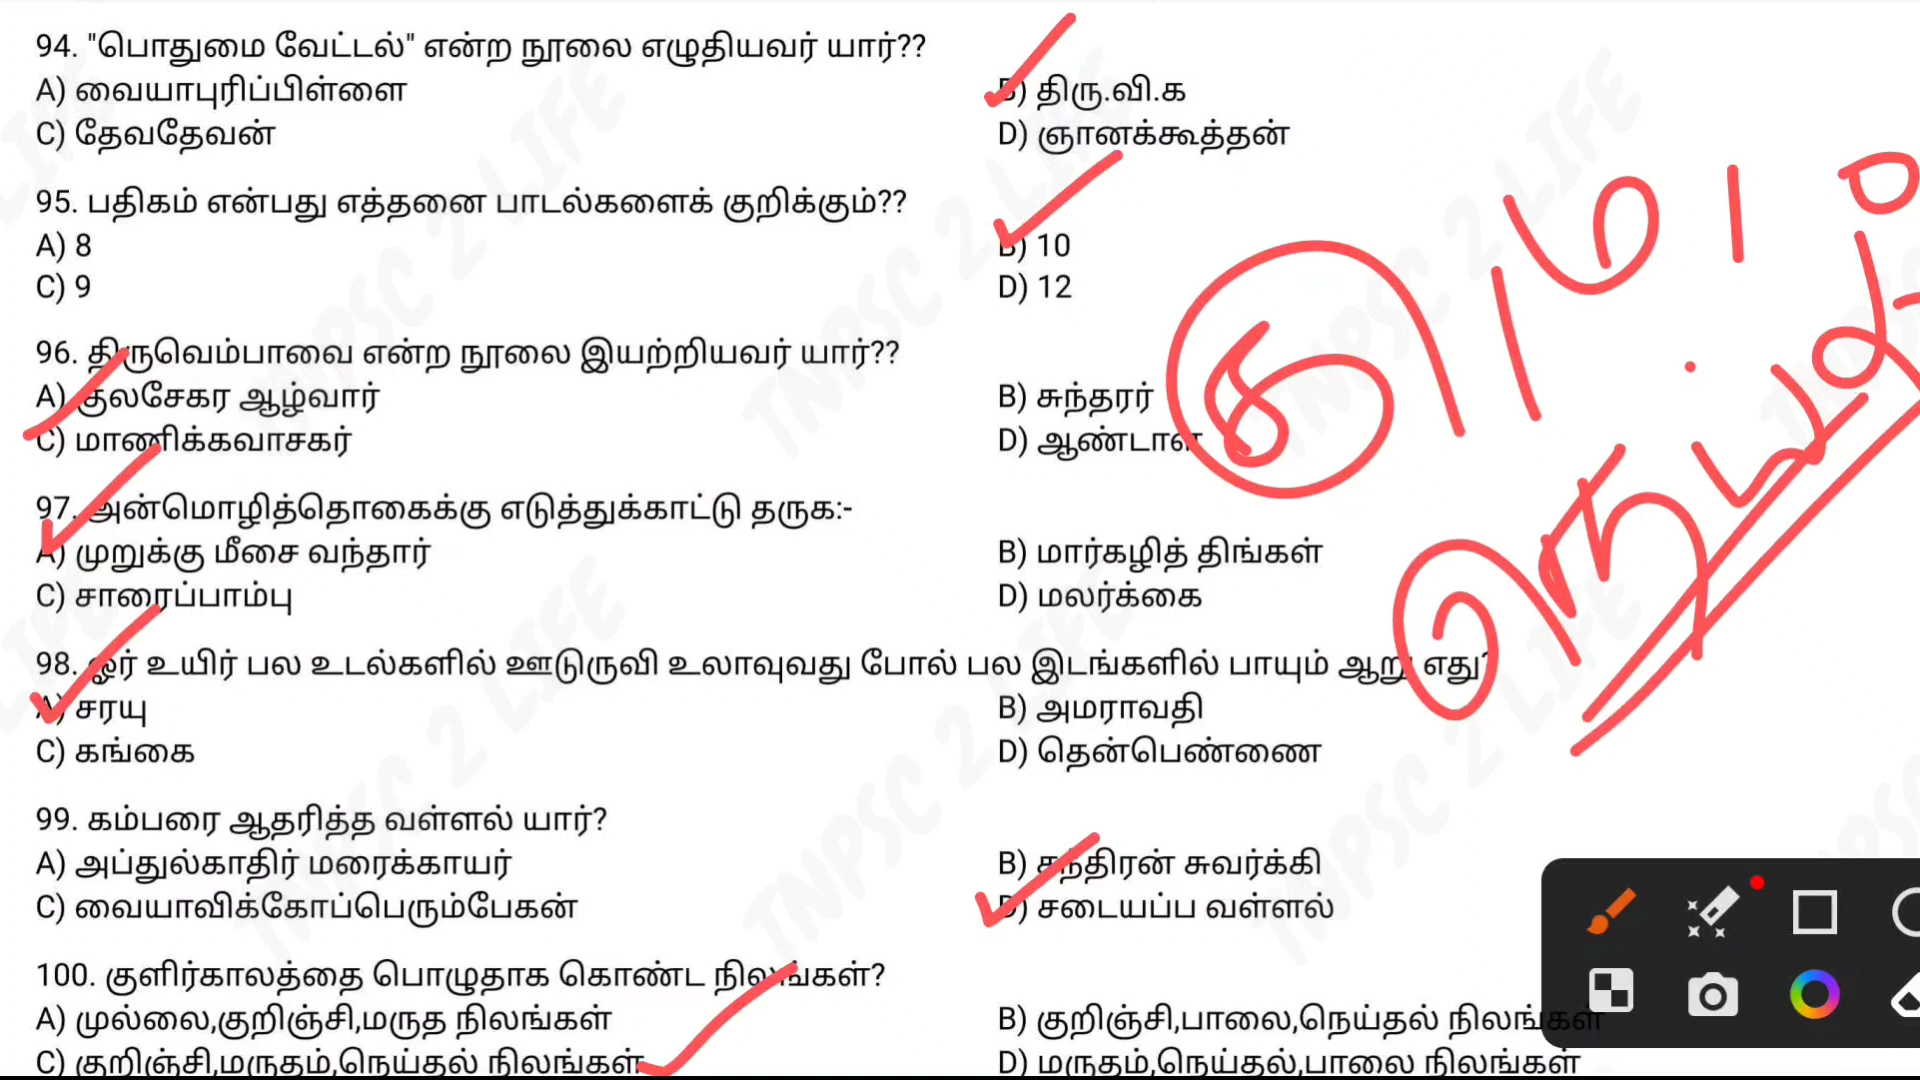 94. "பொதுமை வேட்டல்" என்ற நூலை எழுதியவர் யார்??
A) வையாபுரிப்பிள்ளை
B) திரு.வி.க
C) தேவதேவன்
D) ஞானக்கூத்தன்
95. பதிகம் என்பது எத்தனை பாடல்களைக் குறிக்கும்??
A) 8
B) 10
C) 9
D) 12
96. திருவெம்பாவை என்ற நூலை இயற்றியவர் யார்??
A) குலசேகர ஆழ்வார்
B) சுந்தரர்
C) மாணிக்கவாசகர்
D) ஆண்டாள்
97. அன்மொழித்தொகைக்கு எடுத்துக்காட்டு தருக:-
A) முறுக்கு மீசை வந்தார்
B) மார்கழித் திங்கள்
C) சாரைப்பாம்பு
D) மலர்க்கை
98. ஓர் உயிர் பல உடல்களில் ஊடுருவி உலாவுவது போல் பல இடங்களில் பாயும் ஆறு எது?
A) சரயு
B) அமராவதி
C) கங்கை
D) தென்பெண்ணை
99. கம்பரை ஆதரித்த வள்ளல் யார்?
A) அப்துல்காதிர் மரைக்காயர்
B) சந்திரன் சுவர்க்கி
C) வையாவிக்கோப்பெரும்பேகன்
D) சடையப்ப வள்ளல்
100. குளிர்காலத்தை பொழுதாக கொண்ட நிலங்கள்?
A) முல்லை,குறிஞ்சி,மருத நிலங்கள்
B) குறிஞ்சி,பாலை,நெய்தல் நிலங்கள்
C) குறிஞ்சி,மருதம்,நெய்தல் நிலங்கள்
D) மருதம்,நெய்தல்,பாலை நிலங்கள்
TNPSC 2 LIFE